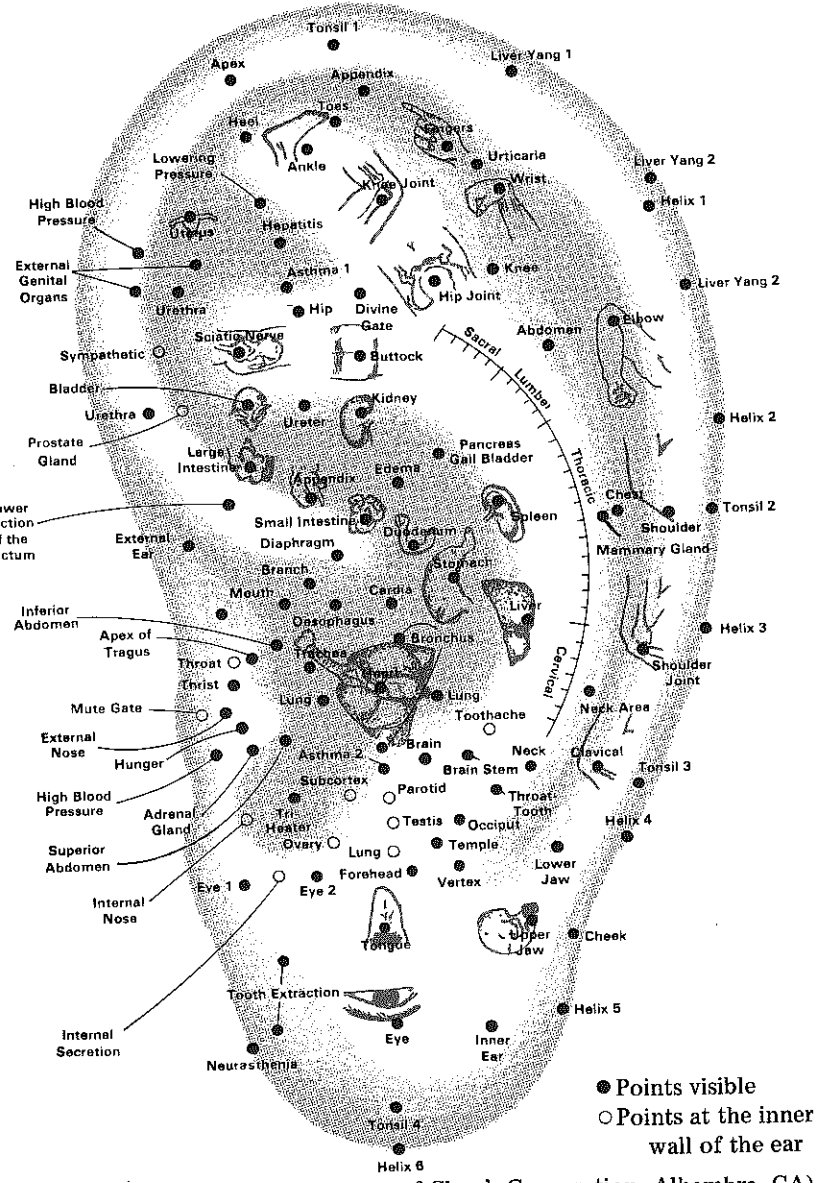 Tonsil 1
Liver Yang 1
Apex
Appendix
Toes
Heel
Fingers
Ankle
Urticaria
Lowering
Pressure
Liver Yang 2
Knee Joint
Wrist
Helix 1
High Blood
Pressure
Uterus
Hepatitis
External
Genital
Organs
Asthma 1
Knee
Liver Yang 2
Urethra
Hip
Divine
Gate
Hip Joint
Elbow
Sciatic Nerve
Sacral
Abdomen
Sympathetic
Buttock
Lumber
Bladder
Urethra
Ureter
Kidney
Helix 2
Prostate
Gland
Large
Intestine
Pancreas
Gail Bladder
Thoracic
Edema
Appendix
Chest
Tonsil 2
ower
ction
f the
ctum
Small Intestine
Spleen
Shoulder
External
Ear
Duodenum
Diaphragm
Mammary Gland
Branch
Stomach
Mouth
Cardia
Oesophagus
Liver
Inferior
Abdomen
Helix 3
Apex of
Tragus
Bronchus
Throat
Trachea
Cervical
Shoulder
Joint
Thrist
Heart
Lung
Lung
Neck Area
Mute Gate
Toothache
External
Nose
Hunger
Asthma 2
Brain
Brain Stem
Neck
Clavical
Tonsil 3
High Blood
Pressure
Subcortex
Parotid
Throat
Tooth
Adrenal
Gland
Tri-
Heater
Testis
Occiput
Helix 4
Superior
Abdomen
Ovary
Lung
Temple
Lower
Jaw
Internal
Nose
Eye 1
Eye 2
Forehead
Vertex
Tongue
Upper
Jaw
Cheek
Tooth Extraction
Helix 5
Internal
Secretion
Eye
Inner
Ear
Neurasthenia
Points visible
Points at the inner
wall of the ear
Tonsil 4
Helix 6
Corporation, Alhambra, CA)